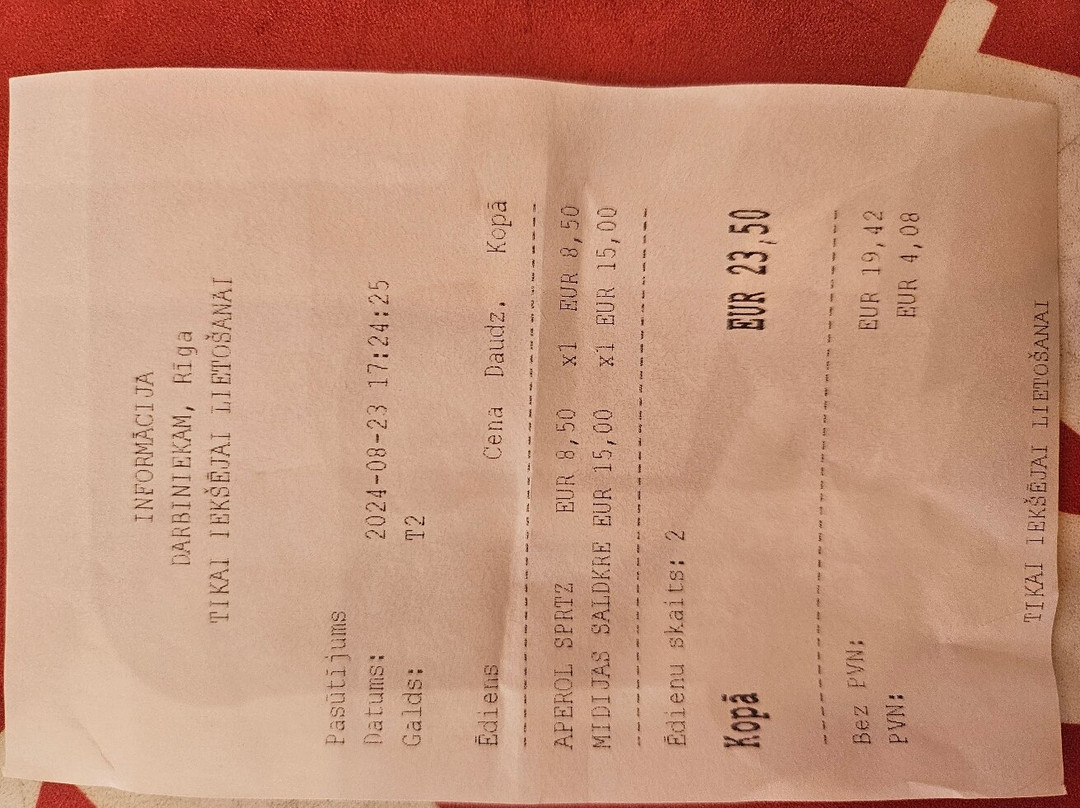 INFORMĀCIJA
DARBINIEKAM, Rīga
TIKAI IEKŠĒJAI LIETOŠANAI
Pasūtījums
Datums: 2024-08-23 17:24:25
Galds: T2
Ēdiens Cena Daudz. Kopā
APEROL SPRTZ EUR 8,50 x1 EUR 8,50
MIDIJAS SALDKRE EUR 15,00 x1 EUR 15,00
Ēdienu skaits: 2
Kopā EUR 23,50
Bez PVN: EUR 19,42
PVN: EUR 4,08
TIKAI IEKŠĒJAI LIETOŠANAI